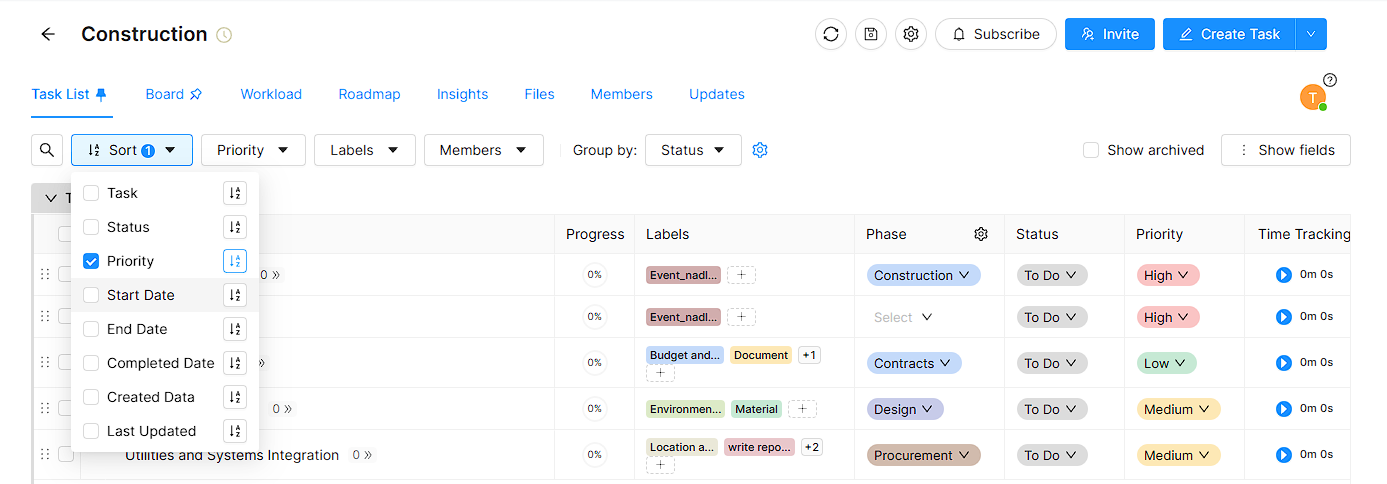 Construction
Subscribe
Invite
Create Task
Task List Board Workload Roadmap Insights Files Members Updates
T
Sort 1 Priority Labels Members Group by: Status Show archived Show fields
Task
Status
Priority
Start Date
End Date
Completed Date
Created Data
Last Updated
Progress Labels Phase Status Priority Time Tracking
0 » 0% Event_nadl... + Construction To Do High 0m 0s
0% Event_nadl... + Select To Do High 0m 0s
» 0% Budget and... Document +1 + Contracts To Do Low 0m 0s
0 » 0% Environmen... Material + Design To Do Medium 0m 0s
Utilities and Systems Integration 0 » 0% Location a... write repo... +2 + Procurement To Do Medium 0m 0s